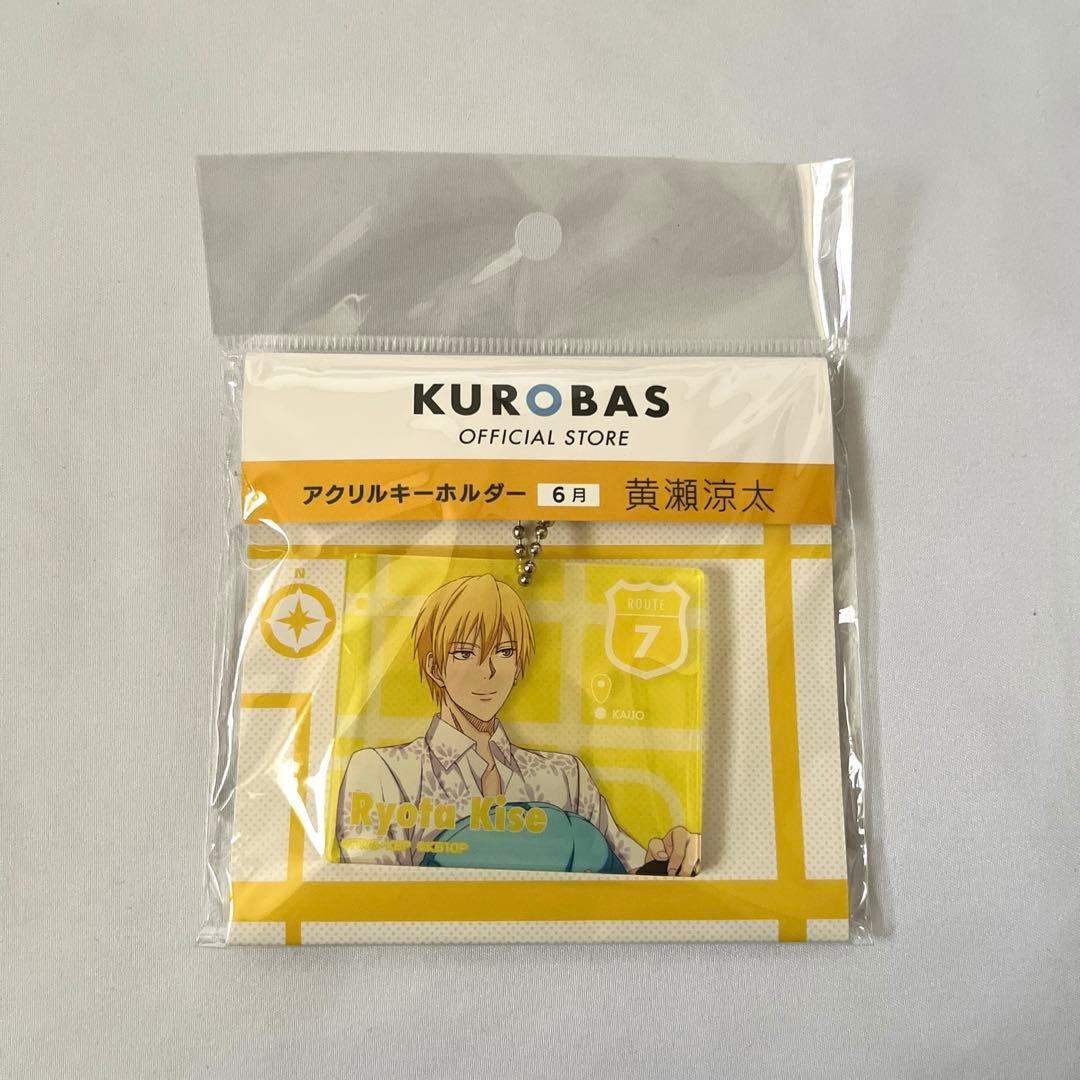 KUROBAS
OFFICIAL STORE
アクリルキーホルダー 6月 黄瀬涼太
N
ROUTE
7
KAIJO
Ryota Kise